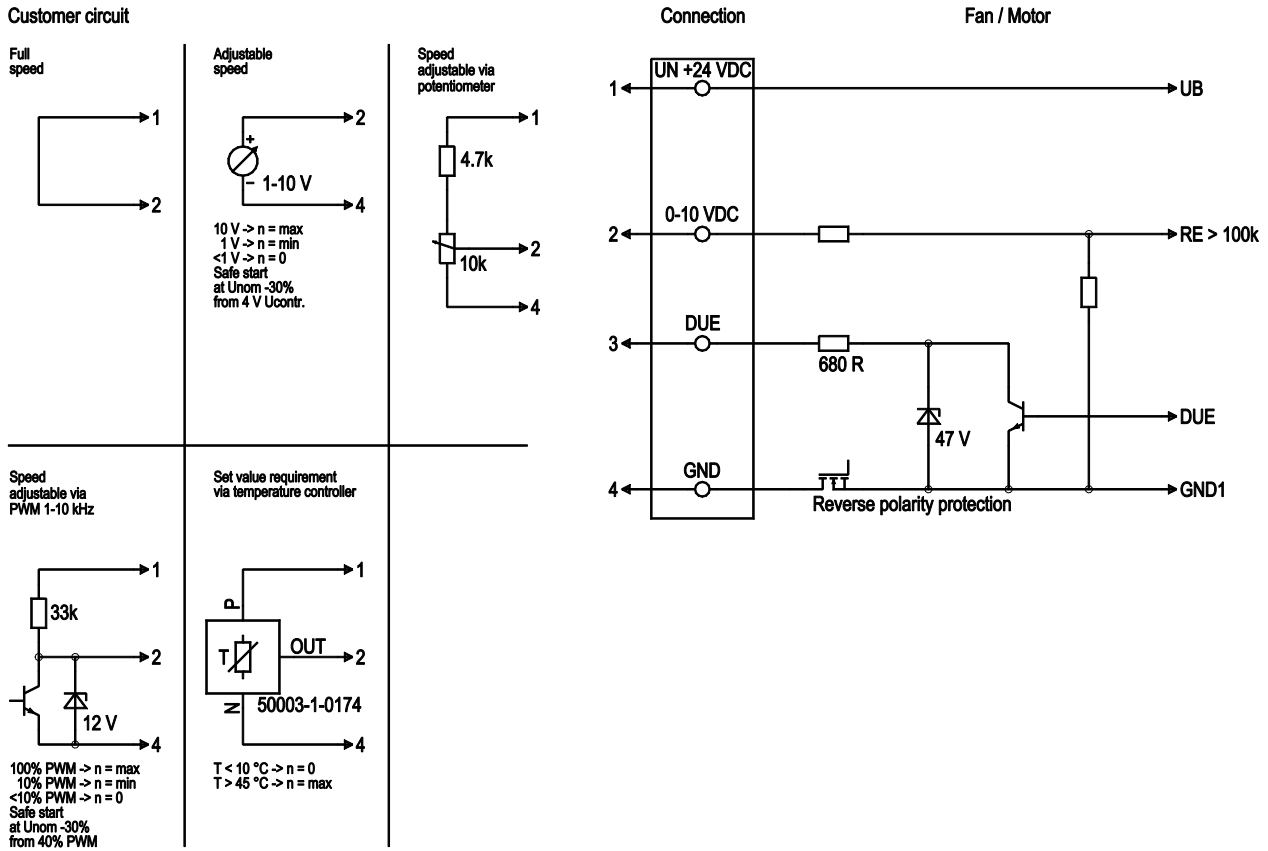 Customer circuit
Connection
Fan / Motor
Full
speed
1
2
Adjustable
speed
2
+
–
1-10 V
4
10 V -> n = max
1 V -> n = min
<1 V -> n = 0
Safe start
at Unom -30%
from 4 V Ucontr.
Speed
adjustable via
potentiometer
1
4.7k
2
10k
4
UN +24 VDC
1
UB
0-10 VDC
2
RE > 100k
DUE
3
680 R
47 V
DUE
GND
4
GND1
Reverse polarity protection
Speed
adjustable via
PWM 1-10 kHz
1
33k
2
12 V
4
100% PWM -> n = max
10% PWM -> n = min
<10% PWM -> n = 0
Safe start
at Unom -30%
from 40% PWM
Set value requirement
via temperature controller
1
P
T
OUT
2
N
50003-1-0174
4
T < 10 °C -> n = 0
T > 45 °C -> n = max